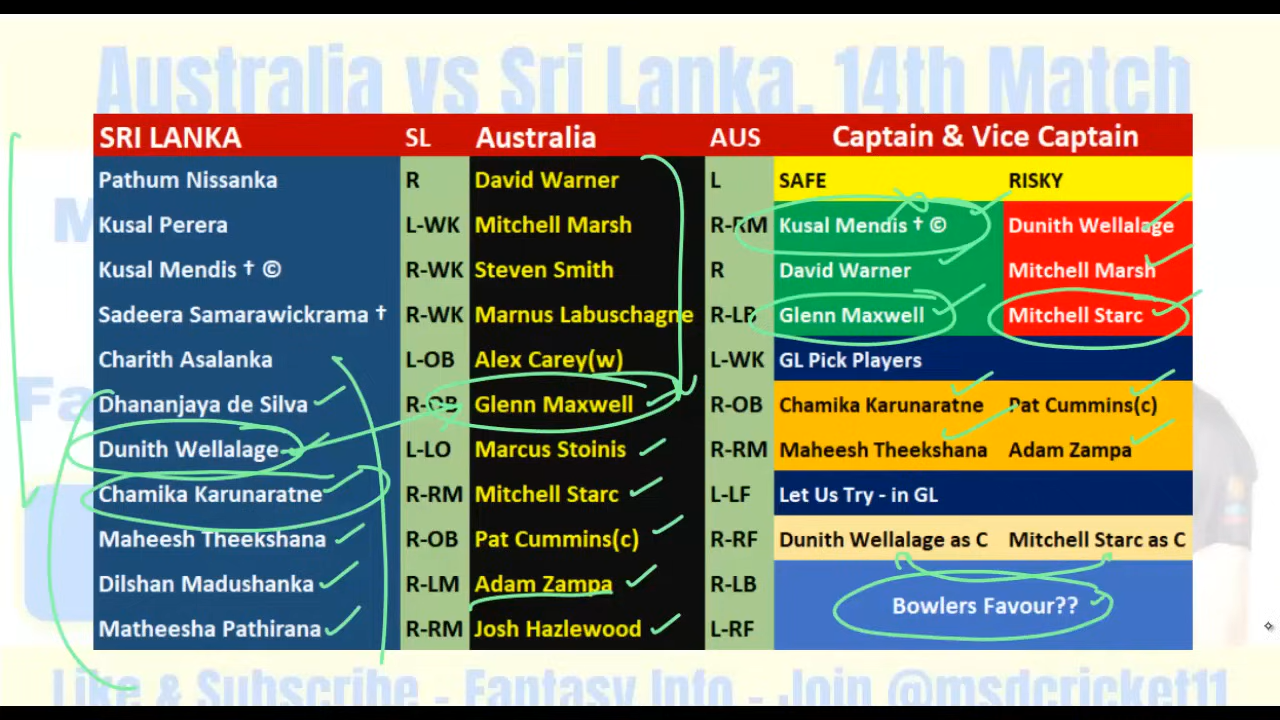 Australia vs Sri Lanka, 14th Match
SRI LANKA SL Australia AUS Captain & Vice Captain
Pathum Nissanka R David Warner L SAFE RISKY
Kusal Perera L-WK Mitchell Marsh R-RM Kusal Mendis † © Dunith Wellalage
Kusal Mendis † © R-WK Steven Smith R David Warner Mitchell Marsh
Sadeera Samarawickrama † R-WK Marnus Labuschagne R-LB Glenn Maxwell Mitchell Starc
Charith Asalanka L-OB Alex Carey(w) L-WK GL Pick Players
Dhananjaya de Silva R-OB Glenn Maxwell R-OB Chamika Karunaratne Pat Cummins(c)
Dunith Wellalage L-LO Marcus Stoinis R-RM Maheesh Theekshana Adam Zampa
Chamika Karunaratne R-RM Mitchell Starc L-LF Let Us Try - in GL
Maheesh Theekshana R-OB Pat Cummins(c) R-RF Dunith Wellalage as C Mitchell Starc as C
Dilshan Madushanka R-LM Adam Zampa R-LB
Bowlers Favour??
Matheesha Pathirana R-RM Josh Hazlewood L-RF
Like & Subscribe - Fantasy Info - Join @msdcricket11